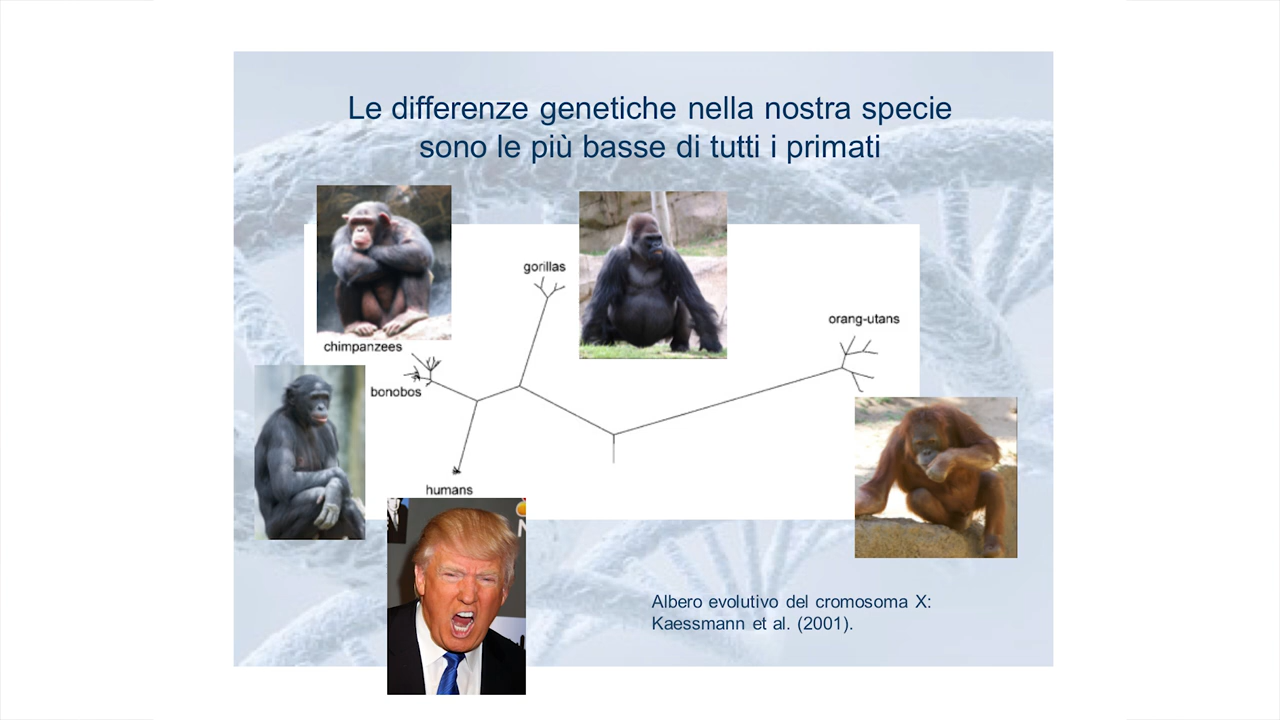 Le differenze genetiche nella nostra specie
sono le più basse di tutti i primati
gorillas
orang-utans
chimpanzees
bonobos
humans
Albero evolutivo del cromosoma X:
Kaessmann et al. (2001).